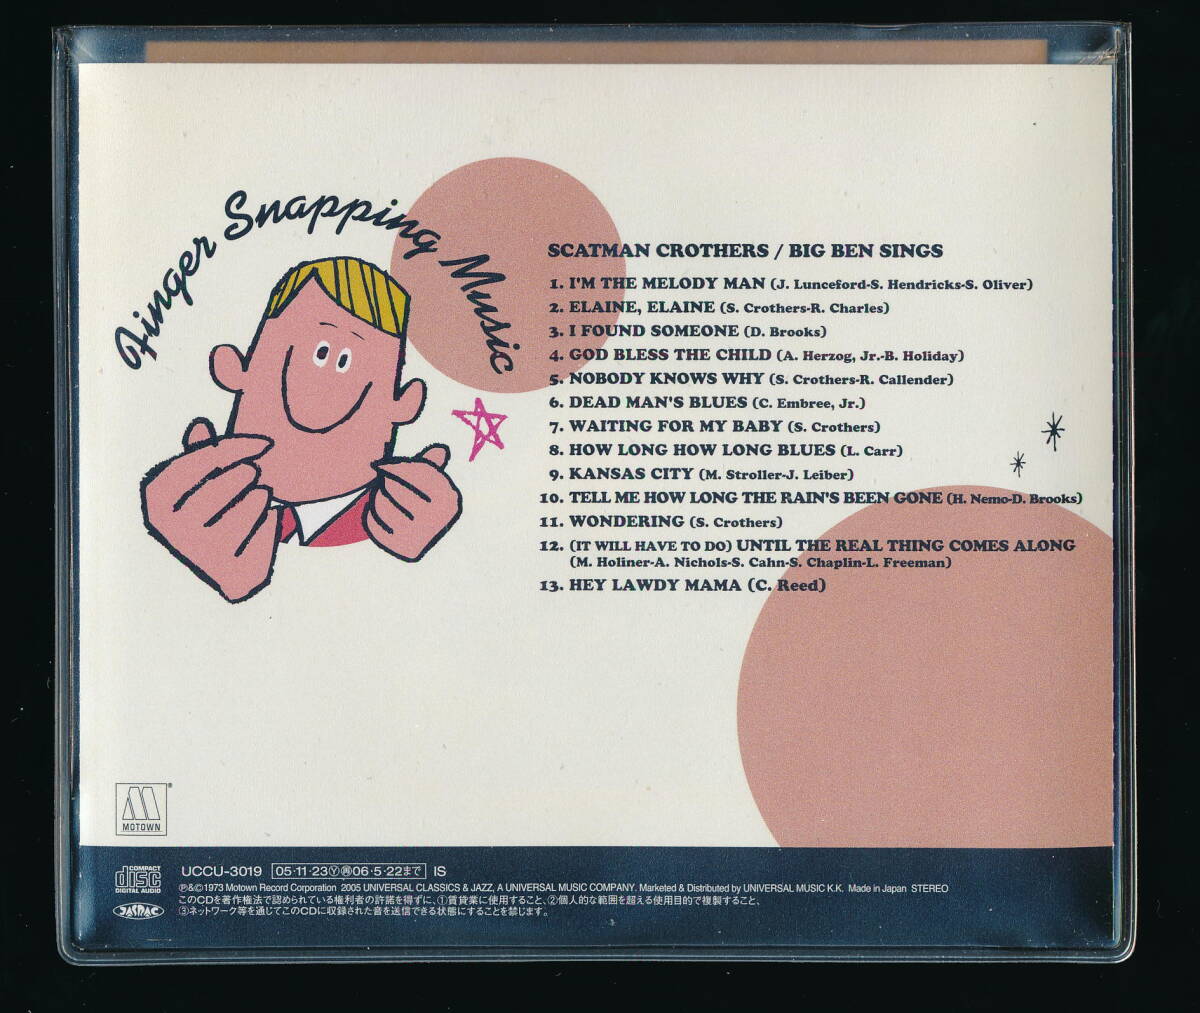 Finger Snapping Music
SCATMAN CROTHERS / BIG BEN SINGS
1. I'M THE MELODY MAN (J. Lunceford-S. Hendricks-S. Oliver)
2. ELAINE, ELAINE (S. Crothers-R. Charles)
3. I FOUND SOMEONE (D. Brooks)
4. GOD BLESS THE CHILD (A. Herzog, Jr.-B. Holiday)
5. NOBODY KNOWS WHY (S. Crothers-R. Callender)
6. DEAD MAN'S BLUES (C. Embree, Jr.)
7. WAITING FOR MY BABY (S. Crothers)
8. HOW LONG HOW LONG BLUES (L. Carr)
9. KANSAS CITY (M. Stroller-J. Leiber)
10. TELL ME HOW LONG THE RAIN'S BEEN GONE (H. Nemo-D. Brooks)
11. WONDERING (S. Crothers)
12. (IT WILL HAVE TO DO) UNTIL THE REAL THING COMES ALONG
(M. Holiner-A. Nichols-S. Cahn-S. Chaplin-L. Freeman)
13. HEY LAWDY MAMA (C. Reed)
MOTOWN®
COMPACT disc DIGITAL AUDIO
UCCU-3019 05·11·23Ⓨ㊢06·5·22まで IS
℗&©1973 Motown Record Corporation 2005 UNIVERSAL CLASSICS & JAZZ, A UNIVERSAL MUSIC COMPANY. Marketed & Distributed by UNIVERSAL MUSIC K.K. Made in Japan STEREO
このCDを著作権法で認められている権利者の許諾を得ずに、①賃貸業に使用すること、②個人的な範囲を超える使用目的で複製すること、
③ネットワーク等を通じてこのCDに収録された音を送信できる状態にすることを禁じます。
JASRAC